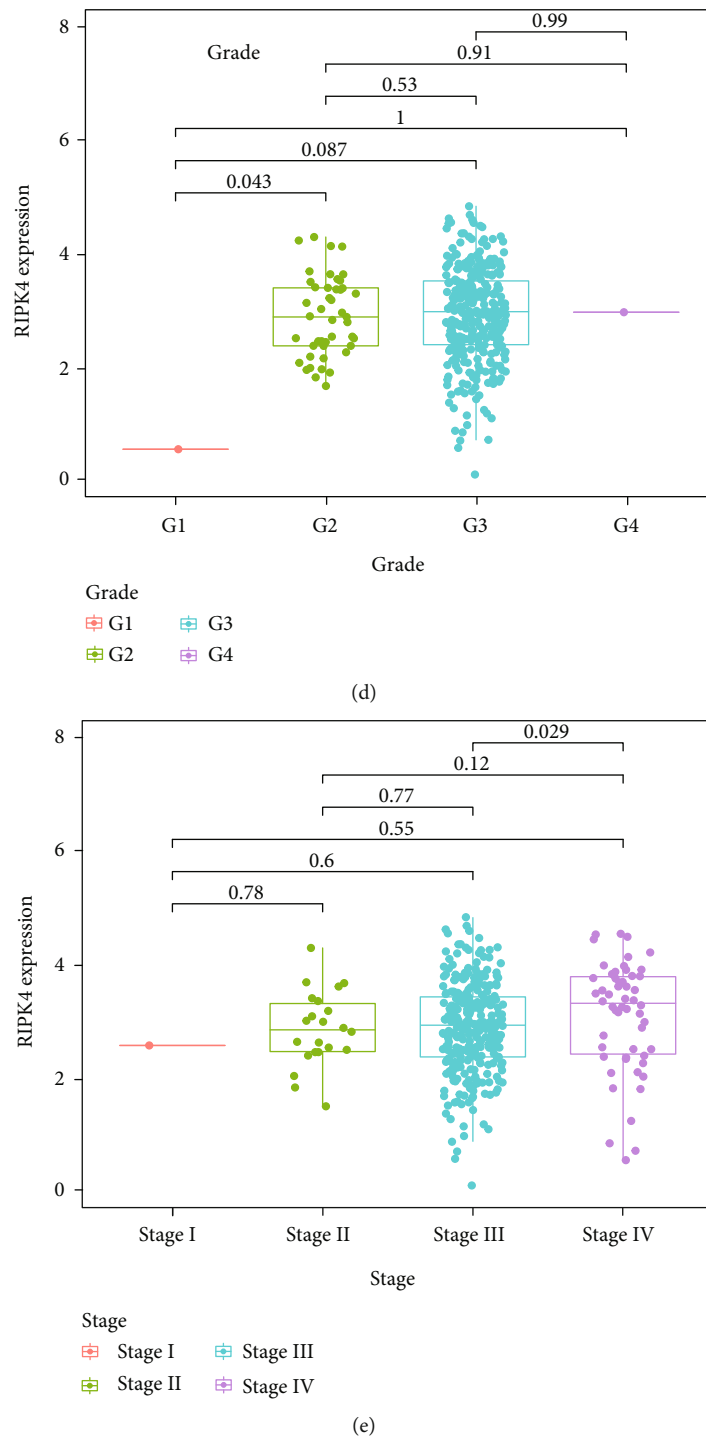 8
0.99
Grade
0.91
0.53
6
1
0.087
0.043
4
RIPK4 expression
2
0
G1 G2 G3 G4
Grade
Grade
G1 G3
G2 G4
(d)
8
0.029
0.12
0.77
6
0.55
0.6
0.78
4
RIPK4 expression
2
0
Stage I Stage II Stage III Stage IV
Stage
Stage
Stage I Stage III
Stage II Stage IV
(e)